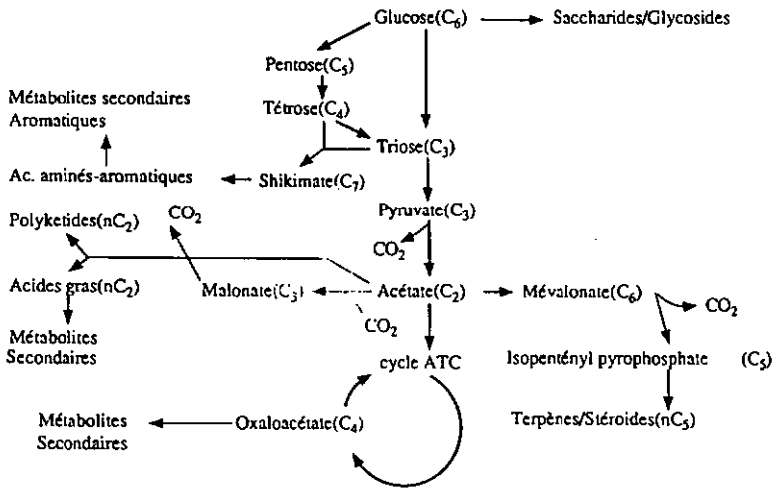 Glucose(C6) Saccharides/Glycosides
Pentose(C5)
Métabolites secondaires
Aromatiques
Tétrose(C4)
Triose(C3)
Ac. aminés-aromatiques Shikimate(C7)
Polyketides(nC2) CO2 Pyruvate(C3)
CO2
Acides gras(nC2) Malonate(C3) Acétate(C2) Mévalonate(C6) CO2
CO2
Métabolites
Secondaires
cycle ATC Isopentényl pyrophosphate (C5)
Métabolites
Secondaires
Oxaloacétate(C4) Terpènes/Stéroides(nC5)